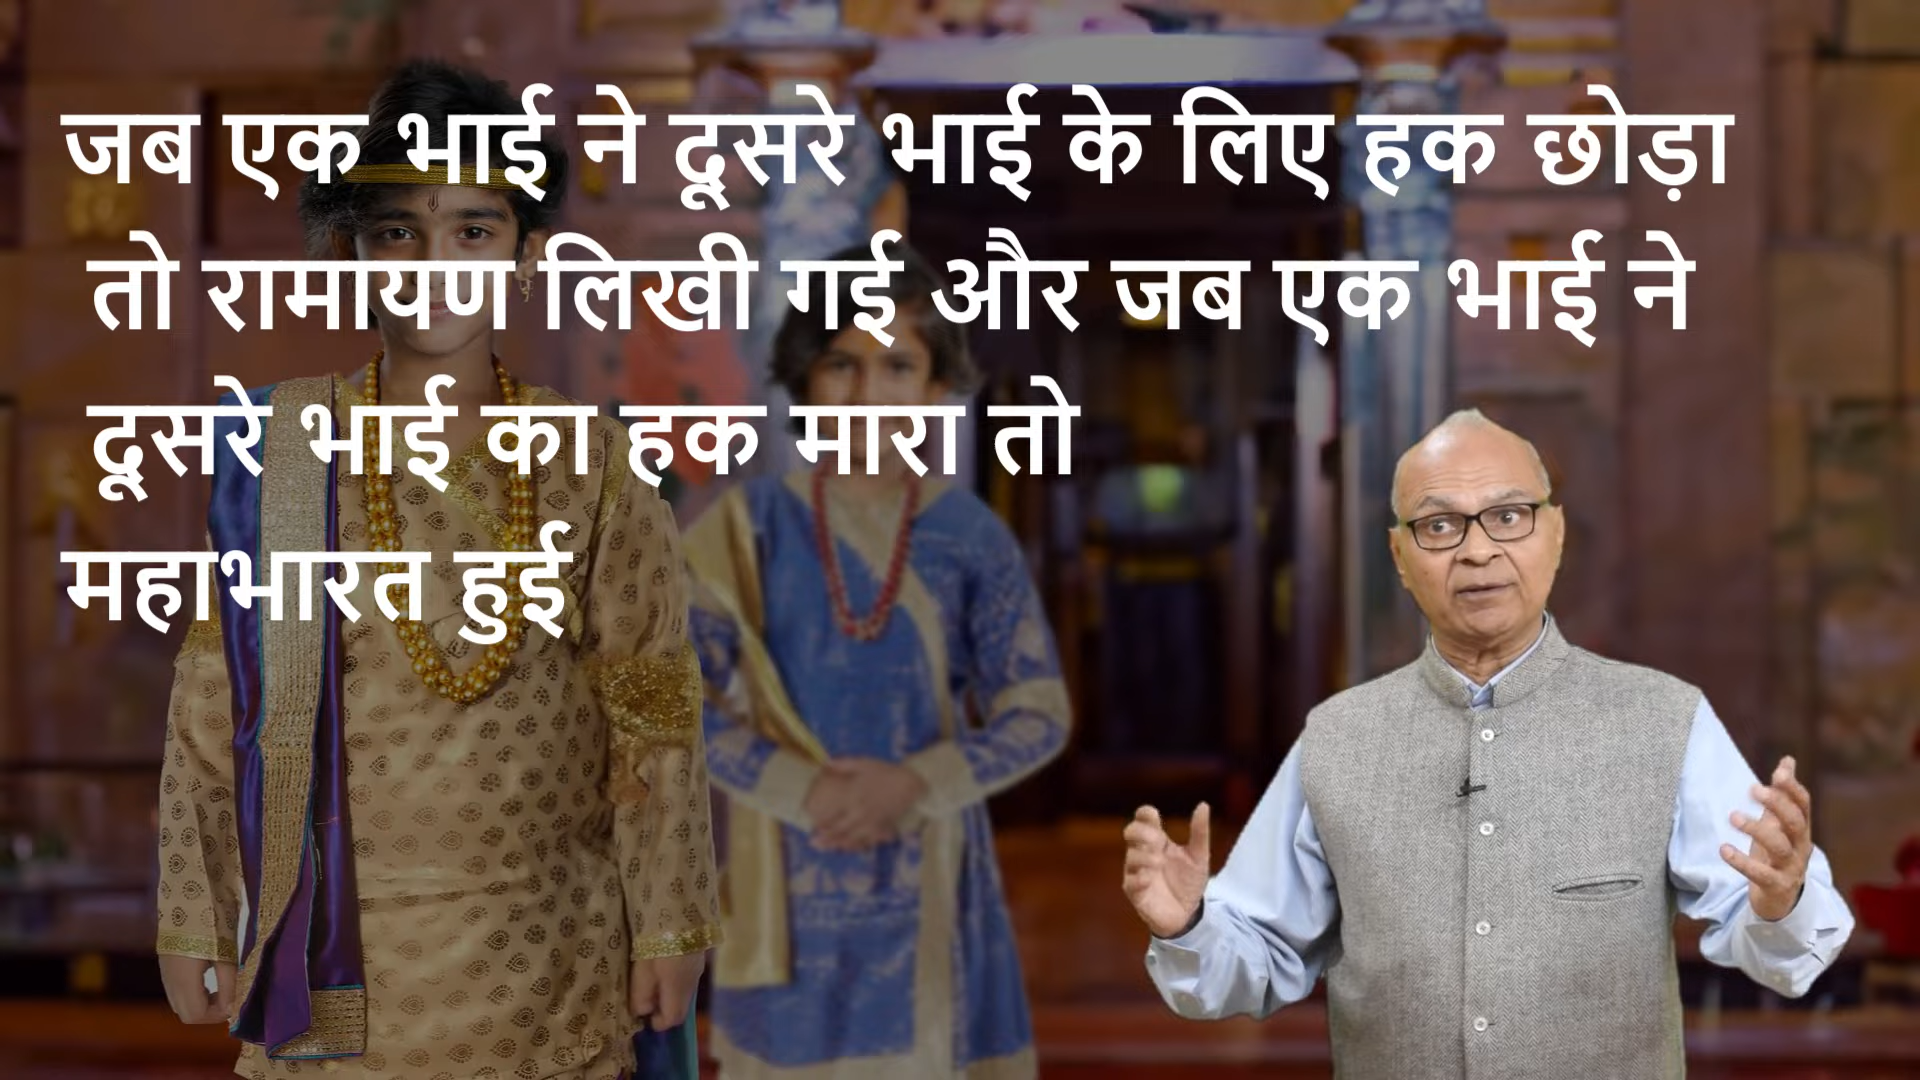 जब एक भाई ने दूसरे भाई के लिए हक छोड़ा
तो रामायण लिखी गई और जब एक भाई ने
दूसरे भाई का हक मारा तो
महाभारत हुई